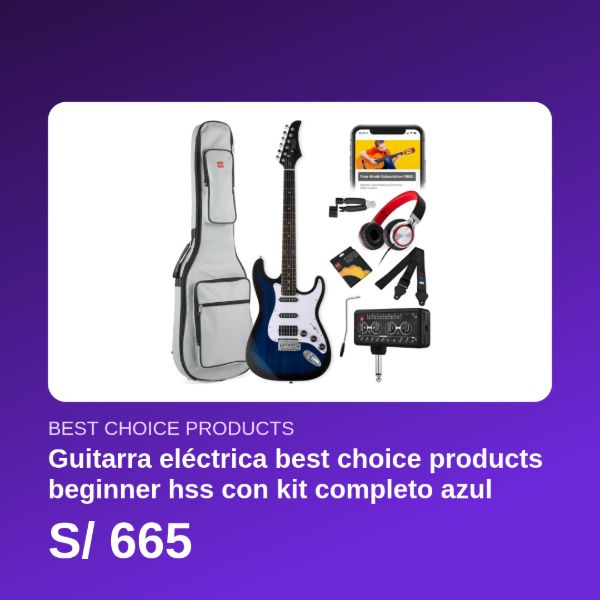 BEST CHOICE PRODUCTS
Guitarra eléctrica best choice products
beginner hss con kit completo azul
S/ 665